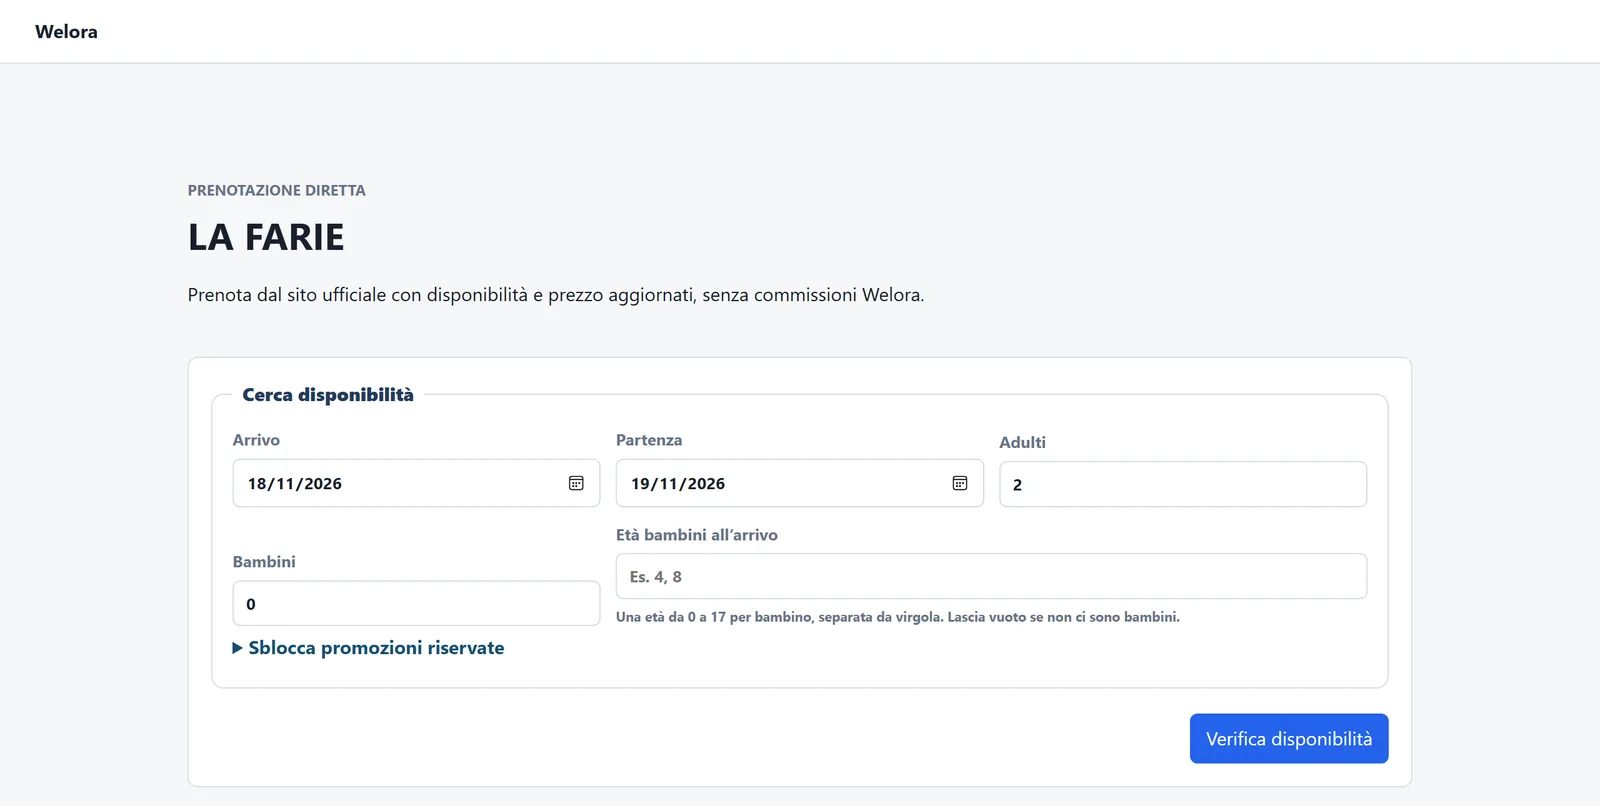 Welora
PRENOTAZIONE DIRETTA
LA FARIE
Prenota dal sito ufficiale con disponibilità e prezzo aggiornati, senza commissioni Welora.
Cerca disponibilità
Arrivo
18/11/2026
Partenza
19/11/2026
Adulti
2
Bambini
0
Età bambini all’arrivo
Es. 4, 8
Una età da 0 a 17 per bambino, separata da virgola. Lascia vuoto se non ci sono bambini.
Sblocca promozioni riservate
Verifica disponibilità